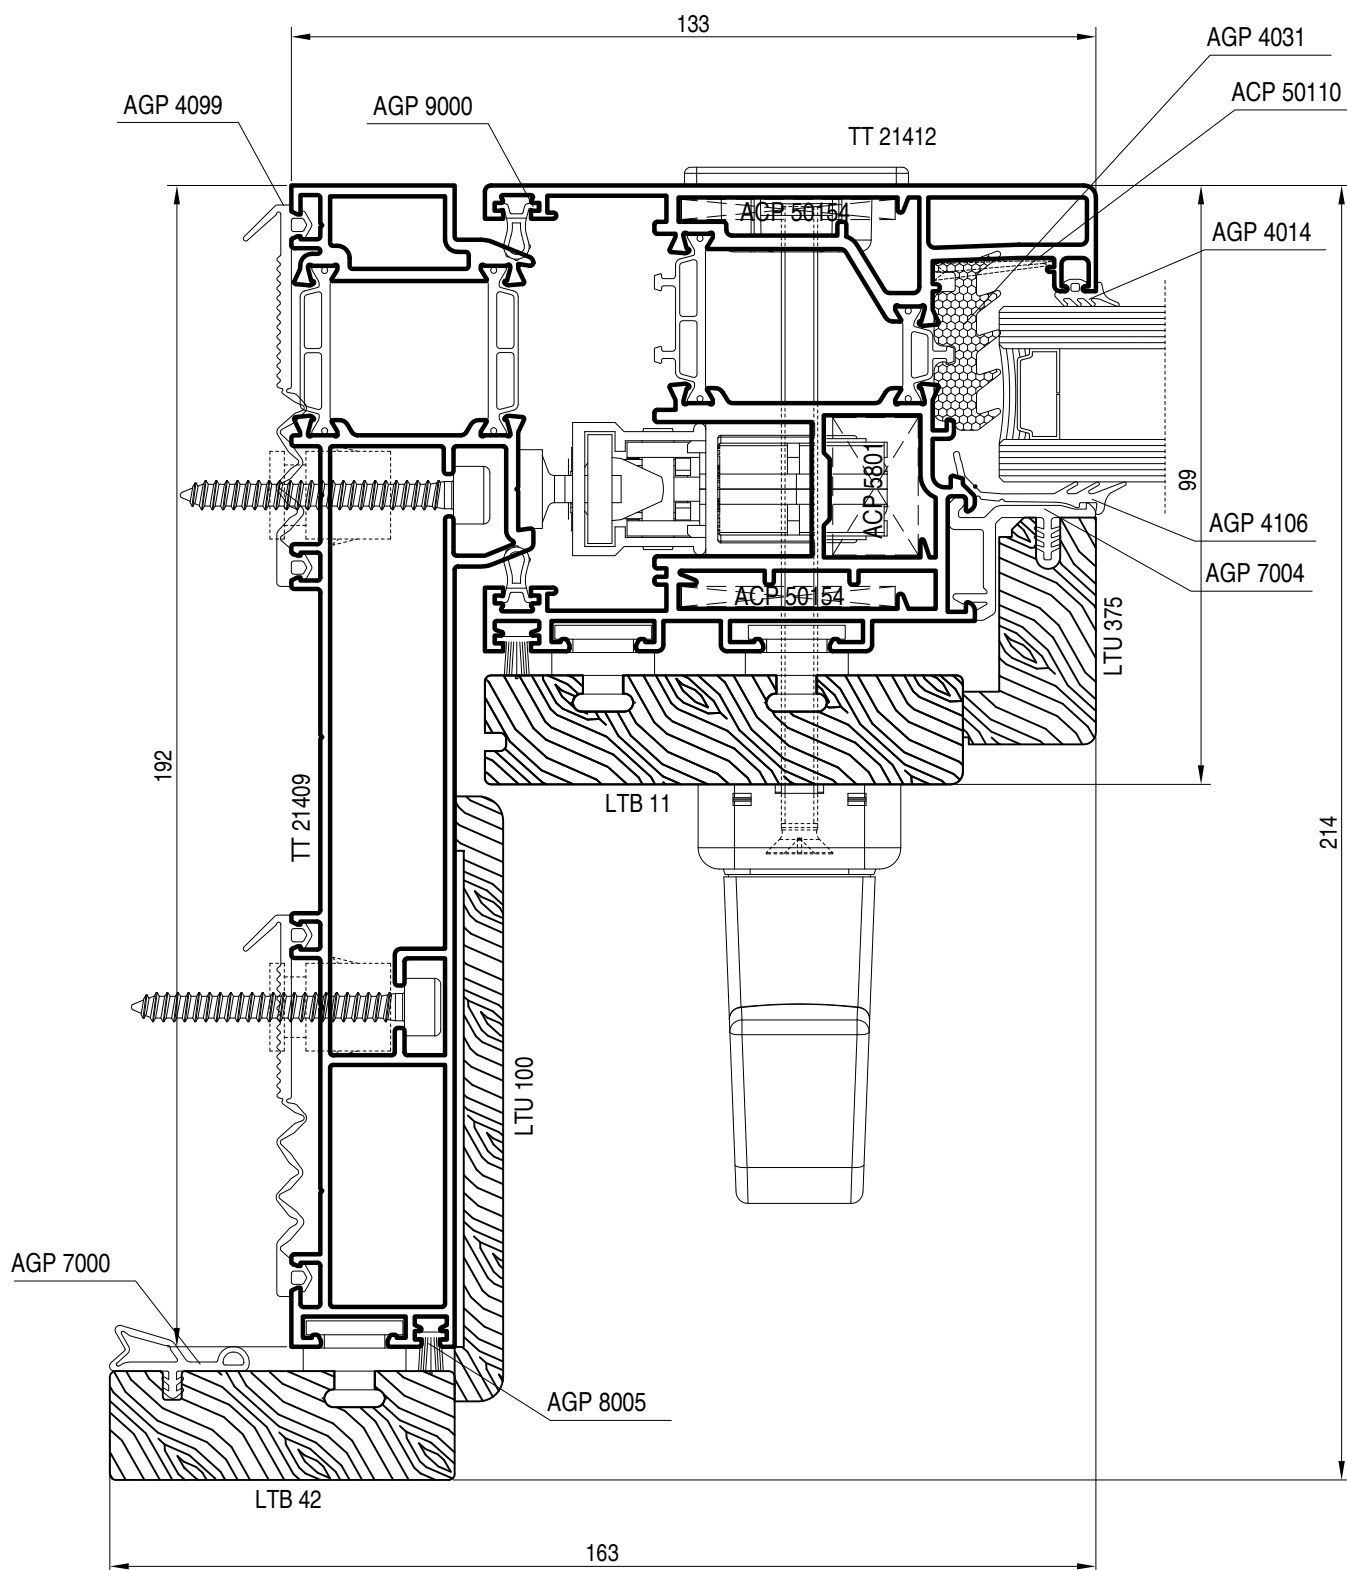 133
AGP 4031
ACP 50110
AGP 4099
AGP 9000
TT 21412
ACP 50154
AGP 4014
99
ACP 5801
AGP 4106
AGP 7004
ACP 50154
LTU 375
192
LTB 11
TT 21409
214
LTU 100
AGP 7000
AGP 8005
LTB 42
163